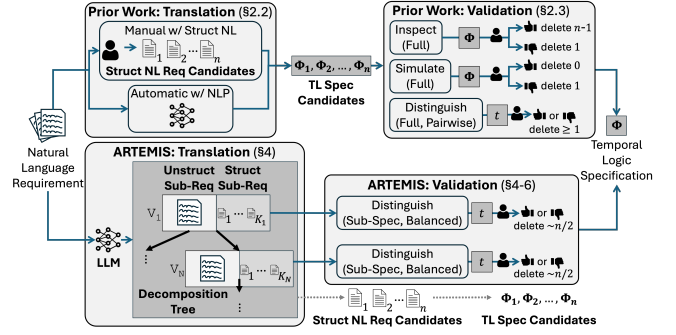 Prior Work: Translation (§2.2)
Manual w/ Struct NL
1 2 ... n
Struct NL Req Candidates
Automatic w/ NLP
Φ1, Φ2, ..., Φn
TL Spec
Candidates
Prior Work: Validation (§2.3)
Inspect
(Full)
Φ
delete n-1
delete 1
Simulate
(Full)
Φ
delete 0
delete 1
Distinguish
(Full, Pairwise)
t
or
delete ≥ 1
Natural
Language
Requirement
Φ
Temporal
Logic
Specification
ARTEMIS: Translation (§4)
Unstruct
Sub-Req
Struct
Sub-Req
LLM
V1
1 ... K1
⋮
VN
1 ... KN
Decomposition
Tree
⋮
ARTEMIS: Validation (§4-6)
Distinguish
(Sub-Spec, Balanced)
t
or
delete ~n/2
Distinguish
(Sub-Spec, Balanced)
t
or
delete ~n/2
1 2 ... n
Struct NL Req Candidates
Φ1, Φ2, ..., Φn
TL Spec Candidates